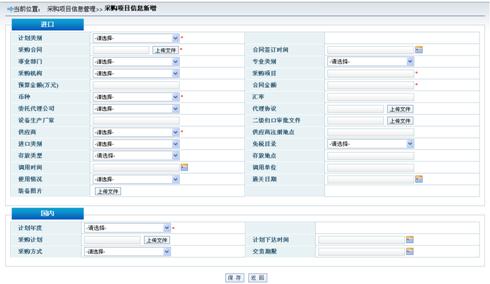 当前位置： 采购项目信息管理>> 采购项目信息新增
进口
计划类别 -请选择- *
采购合同 上传文件 * 合同签订时间
事业部门 -请选择- * 专业类别 -请选择- *
采购机构 -请选择- * 采购项目 *
预算金额(万元) 合同金额 *
币种 -请选择- * 汇率
委托代理公司 -请选择- 代理协议 上传文件
设备生产厂家 二级归口审批文件 上传文件
供应商 -请选择- * 供应商注册地点
进口类别 -请选择- 免税目录 -请选择-
存放类型 -请选择- 存放地点
调用时间 调用单位
使用情况 -请选择- 通关日期
装备图片 上传文件
国内
计划年度 -请选择- *
采购计划 上传文件 计划下达时间
采购方式 -请选择- 交货期限
保存 返回